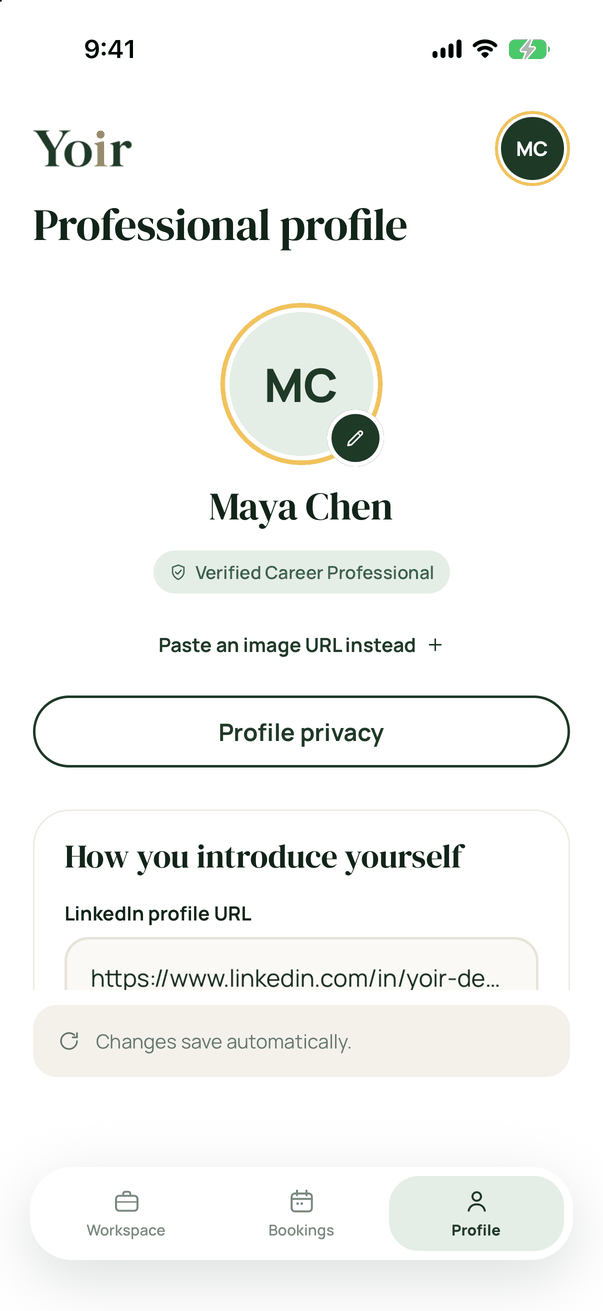 9:41
Yoir
MC
Professional profile
MC
Maya Chen
Verified Career Professional
Paste an image URL instead +
Profile privacy
How you introduce yourself
LinkedIn profile URL
https://www.linkedin.com/in/yoir-de...
Changes save automatically.
Workspace
Bookings
Profile